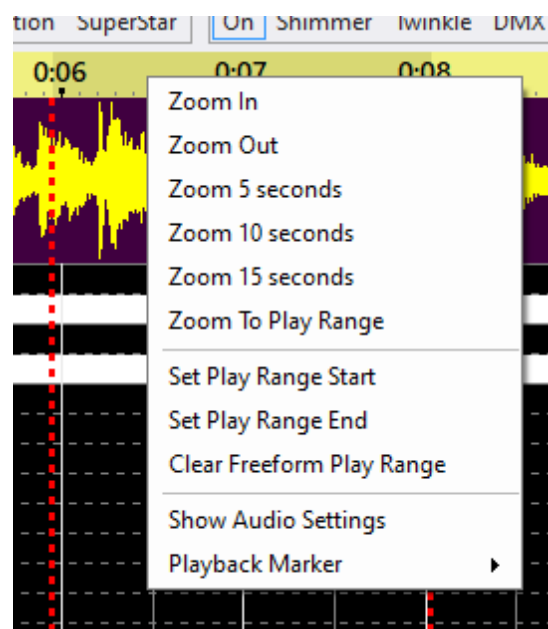 tion SuperStar On Shimmer Twinkle DMX
0:06 0:07 0:08
Zoom In
Zoom Out
Zoom 5 seconds
Zoom 10 seconds
Zoom 15 seconds
Zoom To Play Range
Set Play Range Start
Set Play Range End
Clear Freeform Play Range
Show Audio Settings
Playback Marker